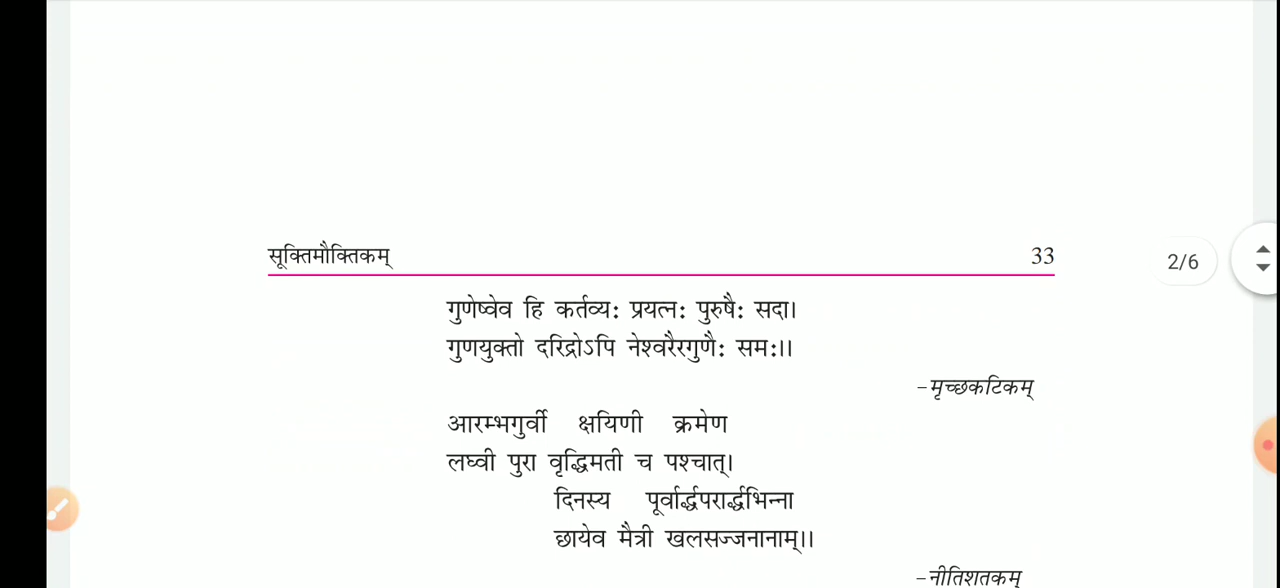 सूक्तिमौक्तिकम् 33
2/6
गुणेष्वेव हि कर्तव्यः प्रयत्नः पुरुषैः सदा।
गुणयुक्तो दरिद्रोऽपि नेश्वरैरगुणैः समः।।
–मृच्छकटिकम्
आरम्भगुर्वी क्षयिणी क्रमेण
लघ्वी पुरा वृद्धिमती च पश्चात्।
दिनस्य पूर्वार्द्धपरार्द्धभिन्ना
छायेव मैत्री खलसज्जनानाम्।।
–नीतिशतकम्